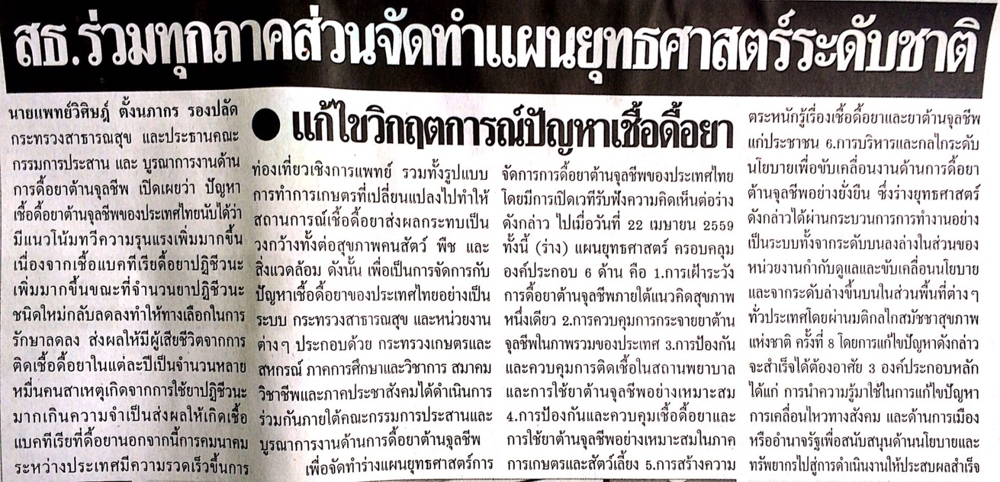 สธ.ร่วมทุกภาคส่วนจัดทำแผนยุทธศาสตร์ระดับชาติ
● แก้ไขวิกฤตการณ์ปัญหาเชื้อดื้อยา
นายแพทย์วิศิษฎ์ ตั้งนภากร รองปลัด
กระทรวงสาธารณสุข และประธานคณะ
กรรมการประสาน และ บูรณาการงานด้าน
การดื้อยาต้านจุลชีพ เปิดเผยว่า ปัญหา
เชื้อดื้อยาต้านจุลชีพของประเทศไทยนับได้ว่า
มีแนวโน้มทวีความรุนแรงเพิ่มมากขึ้น
เนื่องจากเชื้อแบคทีเรียดื้อยาปฏิชีวนะ
เพิ่มมากขึ้นขณะที่จำนวนยาปฏิชีวนะ
ชนิดใหม่กลับลดลงทำให้ทางเลือกในการ
รักษาลดลง ส่งผลให้มีผู้เสียชีวิตจากการ
ติดเชื้อดื้อยาในแต่ละปีเป็นจำนวนหลาย
หมื่นคนสาเหตุเกิดจากการใช้ยาปฏิชีวนะ
มากเกินความจำเป็นส่งผลให้เกิดเชื้อ
แบคทีเรียที่ดื้อยานอกจากนี้การคมนาคม
ระหว่างประเทศมีความรวดเร็วขึ้นการ
ท่องเที่ยวเชิงการแพทย์ รวมทั้งรูปแบบ
การทำการเกษตรที่เปลี่ยนแปลงไปทำให้
สถานการณ์เชื้อดื้อยาส่งผลกระทบเป็น
วงกว้างทั้งต่อสุขภาพคนสัตว์ พืช และ
สิ่งแวดล้อม ดังนั้น เพื่อเป็นการจัดการกับ
ปัญหาเชื้อดื้อยาของประเทศไทยอย่างเป็น
ระบบ กระทรวงสาธารณสุข และหน่วยงาน
ต่างๆ ประกอบด้วย กระทรวงเกษตรและ
สหกรณ์ ภาคการศึกษาและวิชาการ สมาคม
วิชาชีพและภาคประชาสังคมได้ดำเนินการ
ร่วมกันภายใต้คณะกรรมการประสานและ
บูรณาการงานด้านการดื้อยาต้านจุลชีพ
เพื่อจัดทำร่างแผนยุทธศาสตร์การ
จัดการการดื้อยาต้านจุลชีพของประเทศไทย
โดยมีการเปิดเวทีรับฟังความคิดเห็นต่อร่าง
ดังกล่าว ไปเมื่อวันที่ 22 เมษายน 2559
ทั้งนี้ (ร่าง) แผนยุทธศาสตร์ ครอบคลุม
องค์ประกอบ 6 ด้าน คือ 1.การเฝ้าระวัง
การดื้อยาต้านจุลชีพภายใต้แนวคิดสุขภาพ
หนึ่งเดียว 2.การควบคุมการกระจายยาต้าน
จุลชีพในภาพรวมของประเทศ 3.การป้องกัน
และควบคุมการติดเชื้อในสถานพยาบาล
และการใช้ยาต้านจุลชีพอย่างเหมาะสม
4.การป้องกันและควบคุมเชื้อดื้อยาและ
การใช้ยาต้านจุลชีพอย่างเหมาะสมในภาค
การเกษตรและสัตว์เลี้ยง 5.การสร้างความ
ตระหนักรู้เรื่องเชื้อดื้อยาและยาต้านจุลชีพ
แก่ประชาชน 6.การบริหารและกลไกระดับ
นโยบายเพื่อขับเคลื่อนงานด้านการดื้อยา
ต้านจุลชีพอย่างยั่งยืน ซึ่งร่างยุทธศาสตร์
ดังกล่าวได้ผ่านกระบวนการการทำงานอย่าง
เป็นระบบทั้งจากระดับบนลงล่างในส่วนของ
หน่วยงานกำกับดูแลและขับเคลื่อนนโยบาย
และจากระดับล่างขึ้นบนในส่วนพื้นที่ต่างๆ
ทั่วประเทศโดยผ่านมติกลไกสมัชชาสุขภาพ
แห่งชาติ ครั้งที่ 8 โดยการแก้ไขปัญหาดังกล่าว
จะสำเร็จได้ต้องอาศัย 3 องค์ประกอบหลัก
ได้แก่ การนำความรู้มาใช้ในการแก้ไขปัญหา
การเคลื่อนไหวทางสังคม และด้านการเมือง
หรืออำนาจรัฐเพื่อสนับสนุนด้านนโยบายและ
ทรัพยากรไปสู่การดำเนินงานให้ประสบผลสำเร็จ